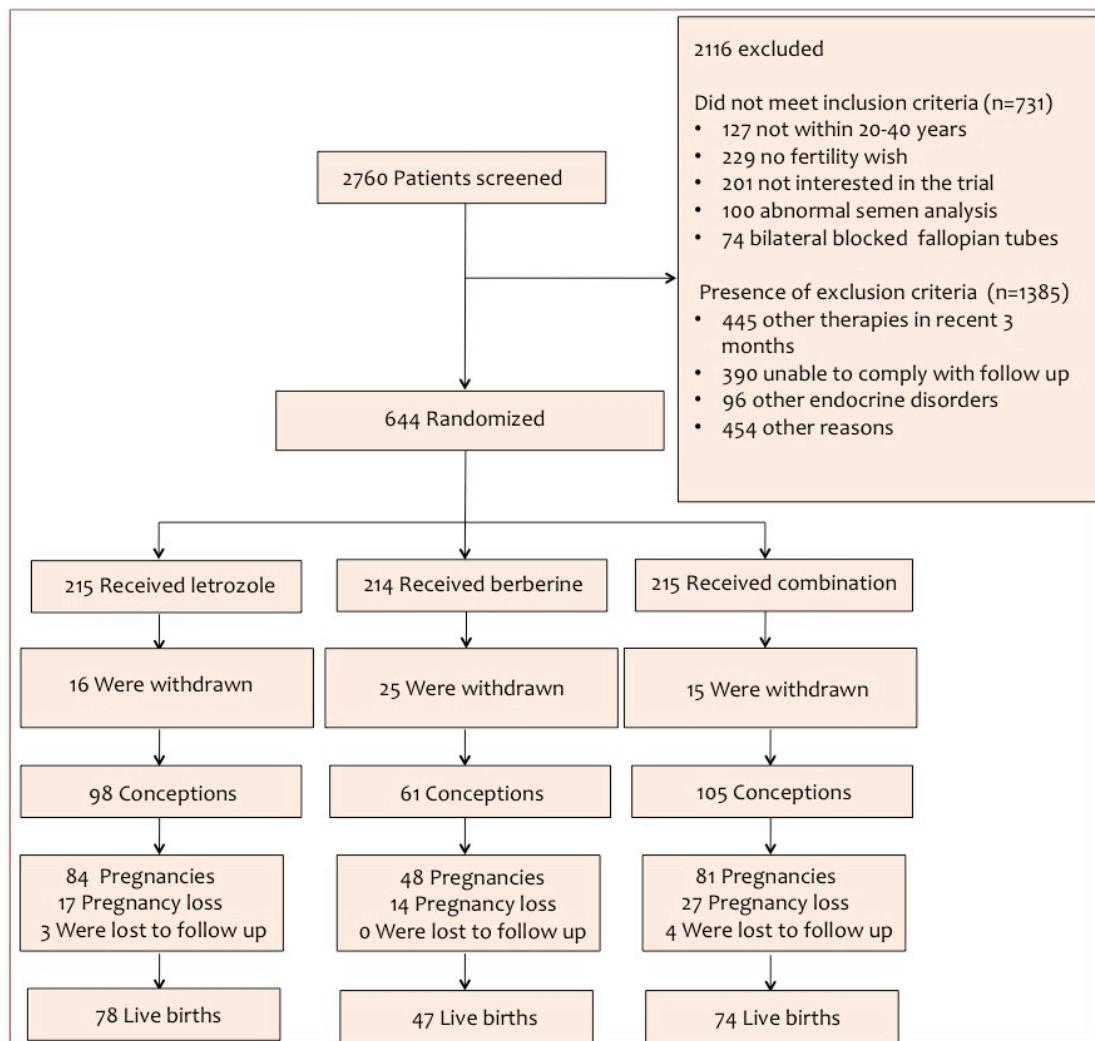 2116 excluded
Did not meet inclusion criteria (n=731)
• 127 not within 20-40 years
• 229 no fertility wish
• 201 not interested in the trial
• 100 abnormal semen analysis
• 74 bilateral blocked fallopian tubes
Presence of exclusion criteria (n=1385)
• 445 other therapies in recent 3
months
• 390 unable to comply with follow up
• 96 other endocrine disorders
• 454 other reasons
2760 Patients screened
644 Randomized
215 Received letrozole
214 Received berberine
215 Received combination
16 Were withdrawn
25 Were withdrawn
15 Were withdrawn
98 Conceptions
61 Conceptions
105 Conceptions
84 Pregnancies
17 Pregnancy loss
3 Were lost to follow up
48 Pregnancies
14 Pregnancy loss
0 Were lost to follow up
81 Pregnancies
27 Pregnancy loss
4 Were lost to follow up
78 Live births
47 Live births
74 Live births